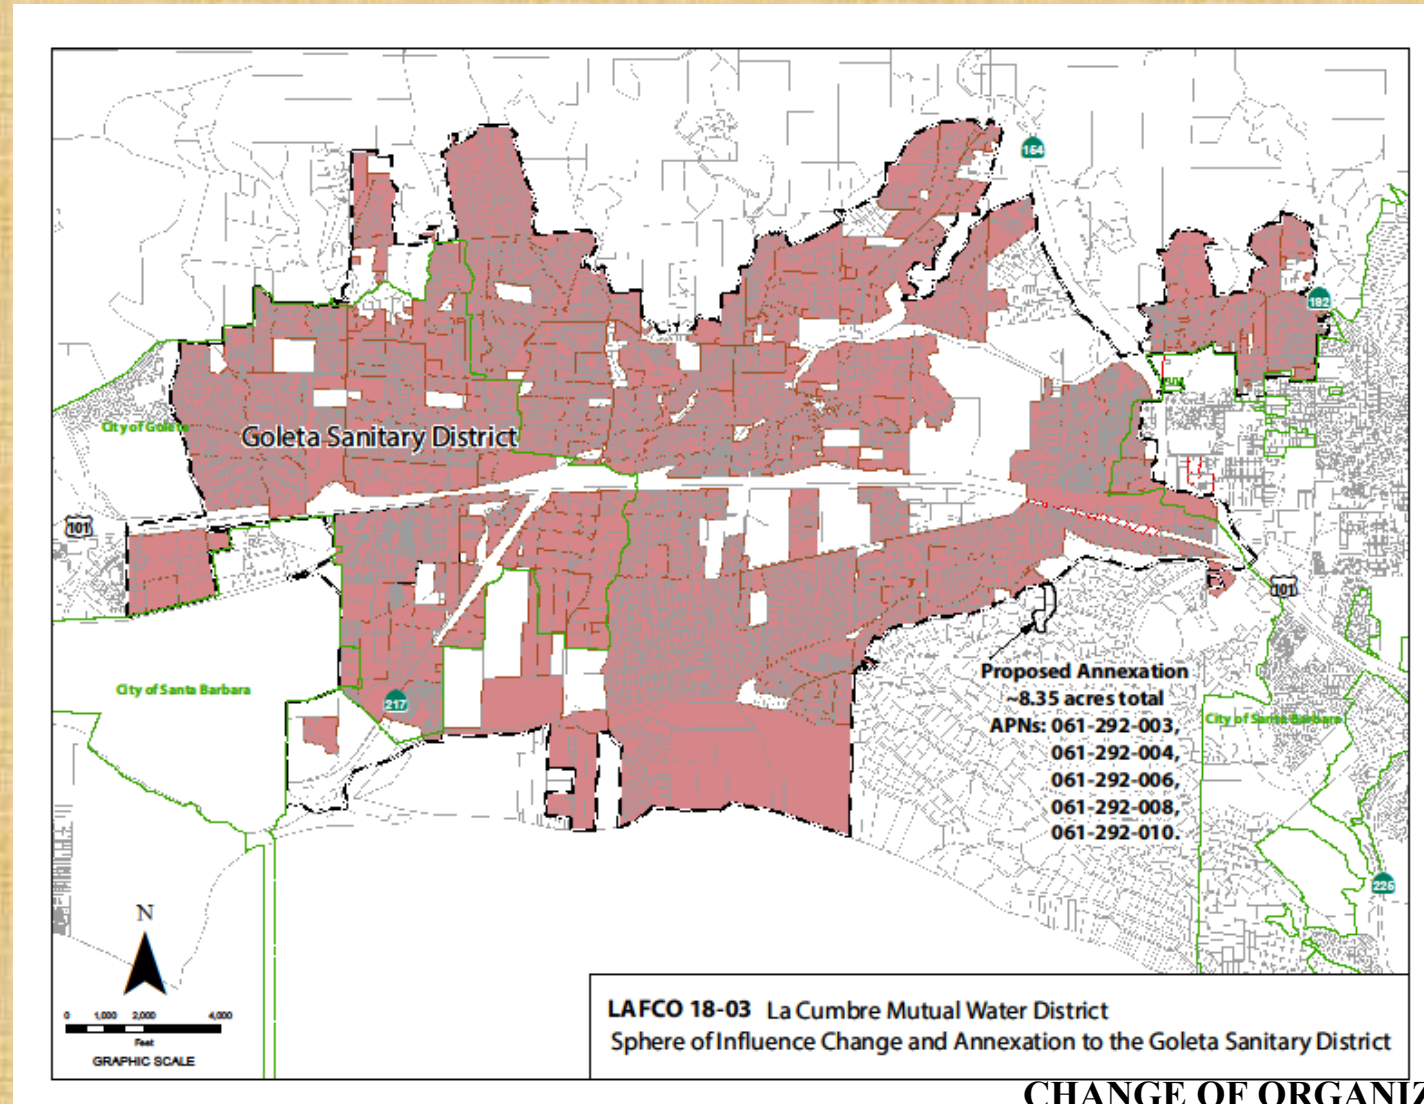 154
192
City of Goleta
Goleta Sanitary District
101
101
Proposed Annexation
~8.35 acres total
APNs: 061-292-003,
061-292-004,
061-292-006,
061-292-008,
061-292-010.
City of Santa Barbara
217
City of Santa Barbara
225
N
0 1,000 2,000 4,000
Feet
GRAPHIC SCALE
LAFCO 18-03 La Cumbre Mutual Water District
Sphere of Influence Change and Annexation to the Goleta Sanitary District
CHANGE OF ORGANIZ